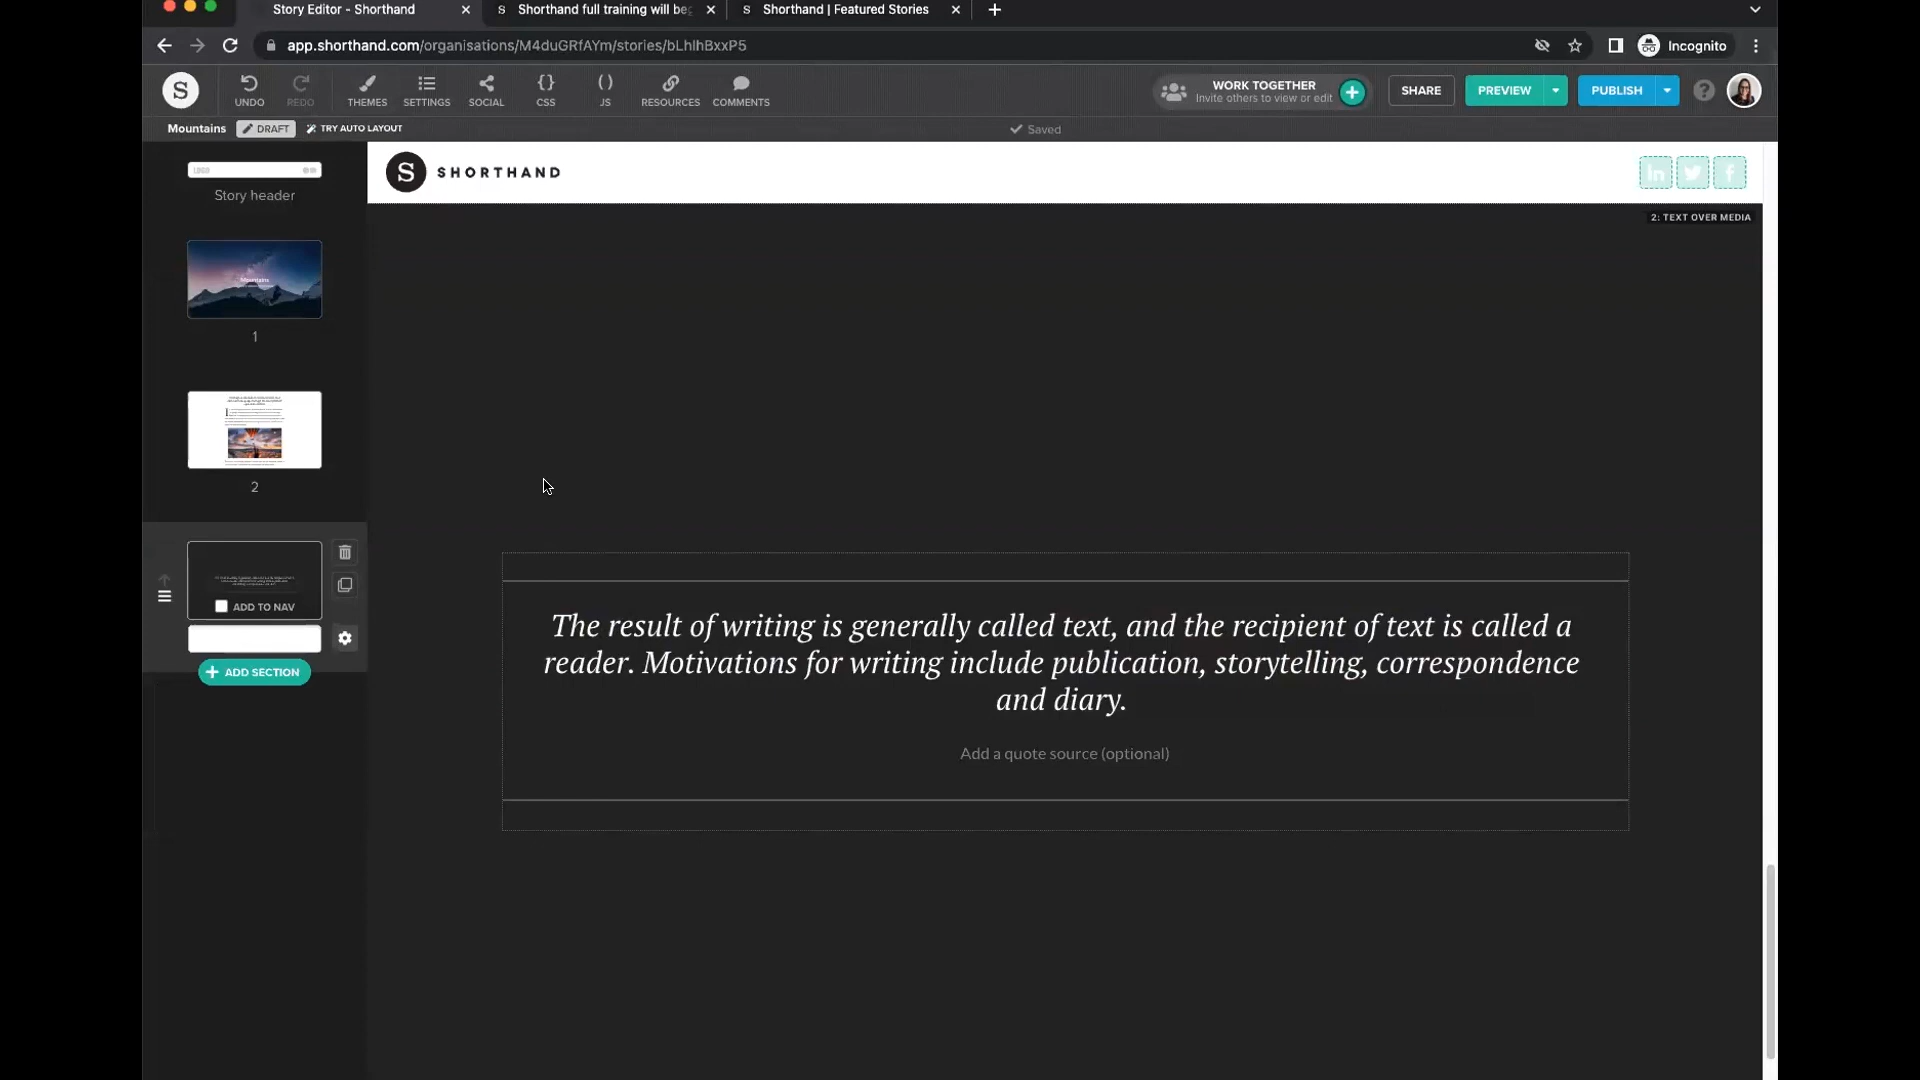 Story Editor - Shorthand
Shorthand full training will be
Shorthand | Featured Stories
app.shorthand.com/organisations/M4duGRfAYm/stories/bLhIhBxxP5
Incognito
S
UNDO
REDO
THEMES
SETTINGS
SOCIAL
{}
CSS
()
JS
RESOURCES
COMMENTS
WORK TOGETHER
Invite others to view or edit
SHARE
PREVIEW
PUBLISH
Mountains
DRAFT
TRY AUTO LAYOUT
Saved
LOGO
Story header
S SHORTHAND
in
f
2: TEXT OVER MEDIA
Mountains
1
2
ADD TO NAV
ADD SECTION
The result of writing is generally called text, and the recipient of text is called a
reader. Motivations for writing include publication, storytelling, correspondence
and diary.
Add a quote source (optional)